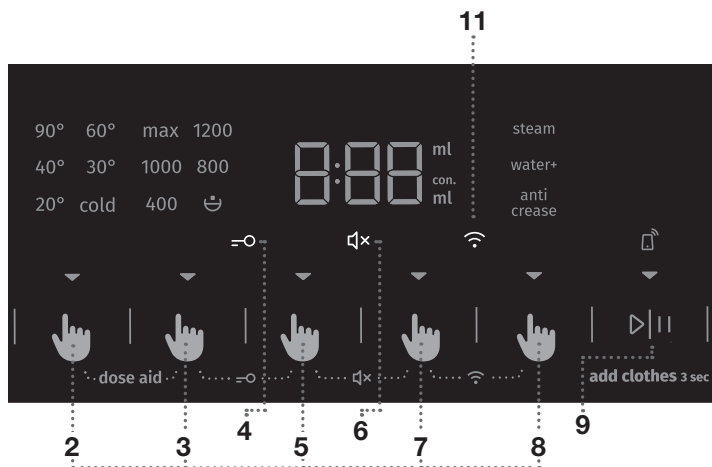 11
90° 60° max 1200
40° 30° 1000 800
20° cold 400
8:88
ml
con.
ml
steam
water+
anti
crease
dose aid
add clothes 3 sec
2 3 4 5 6 7 8 9